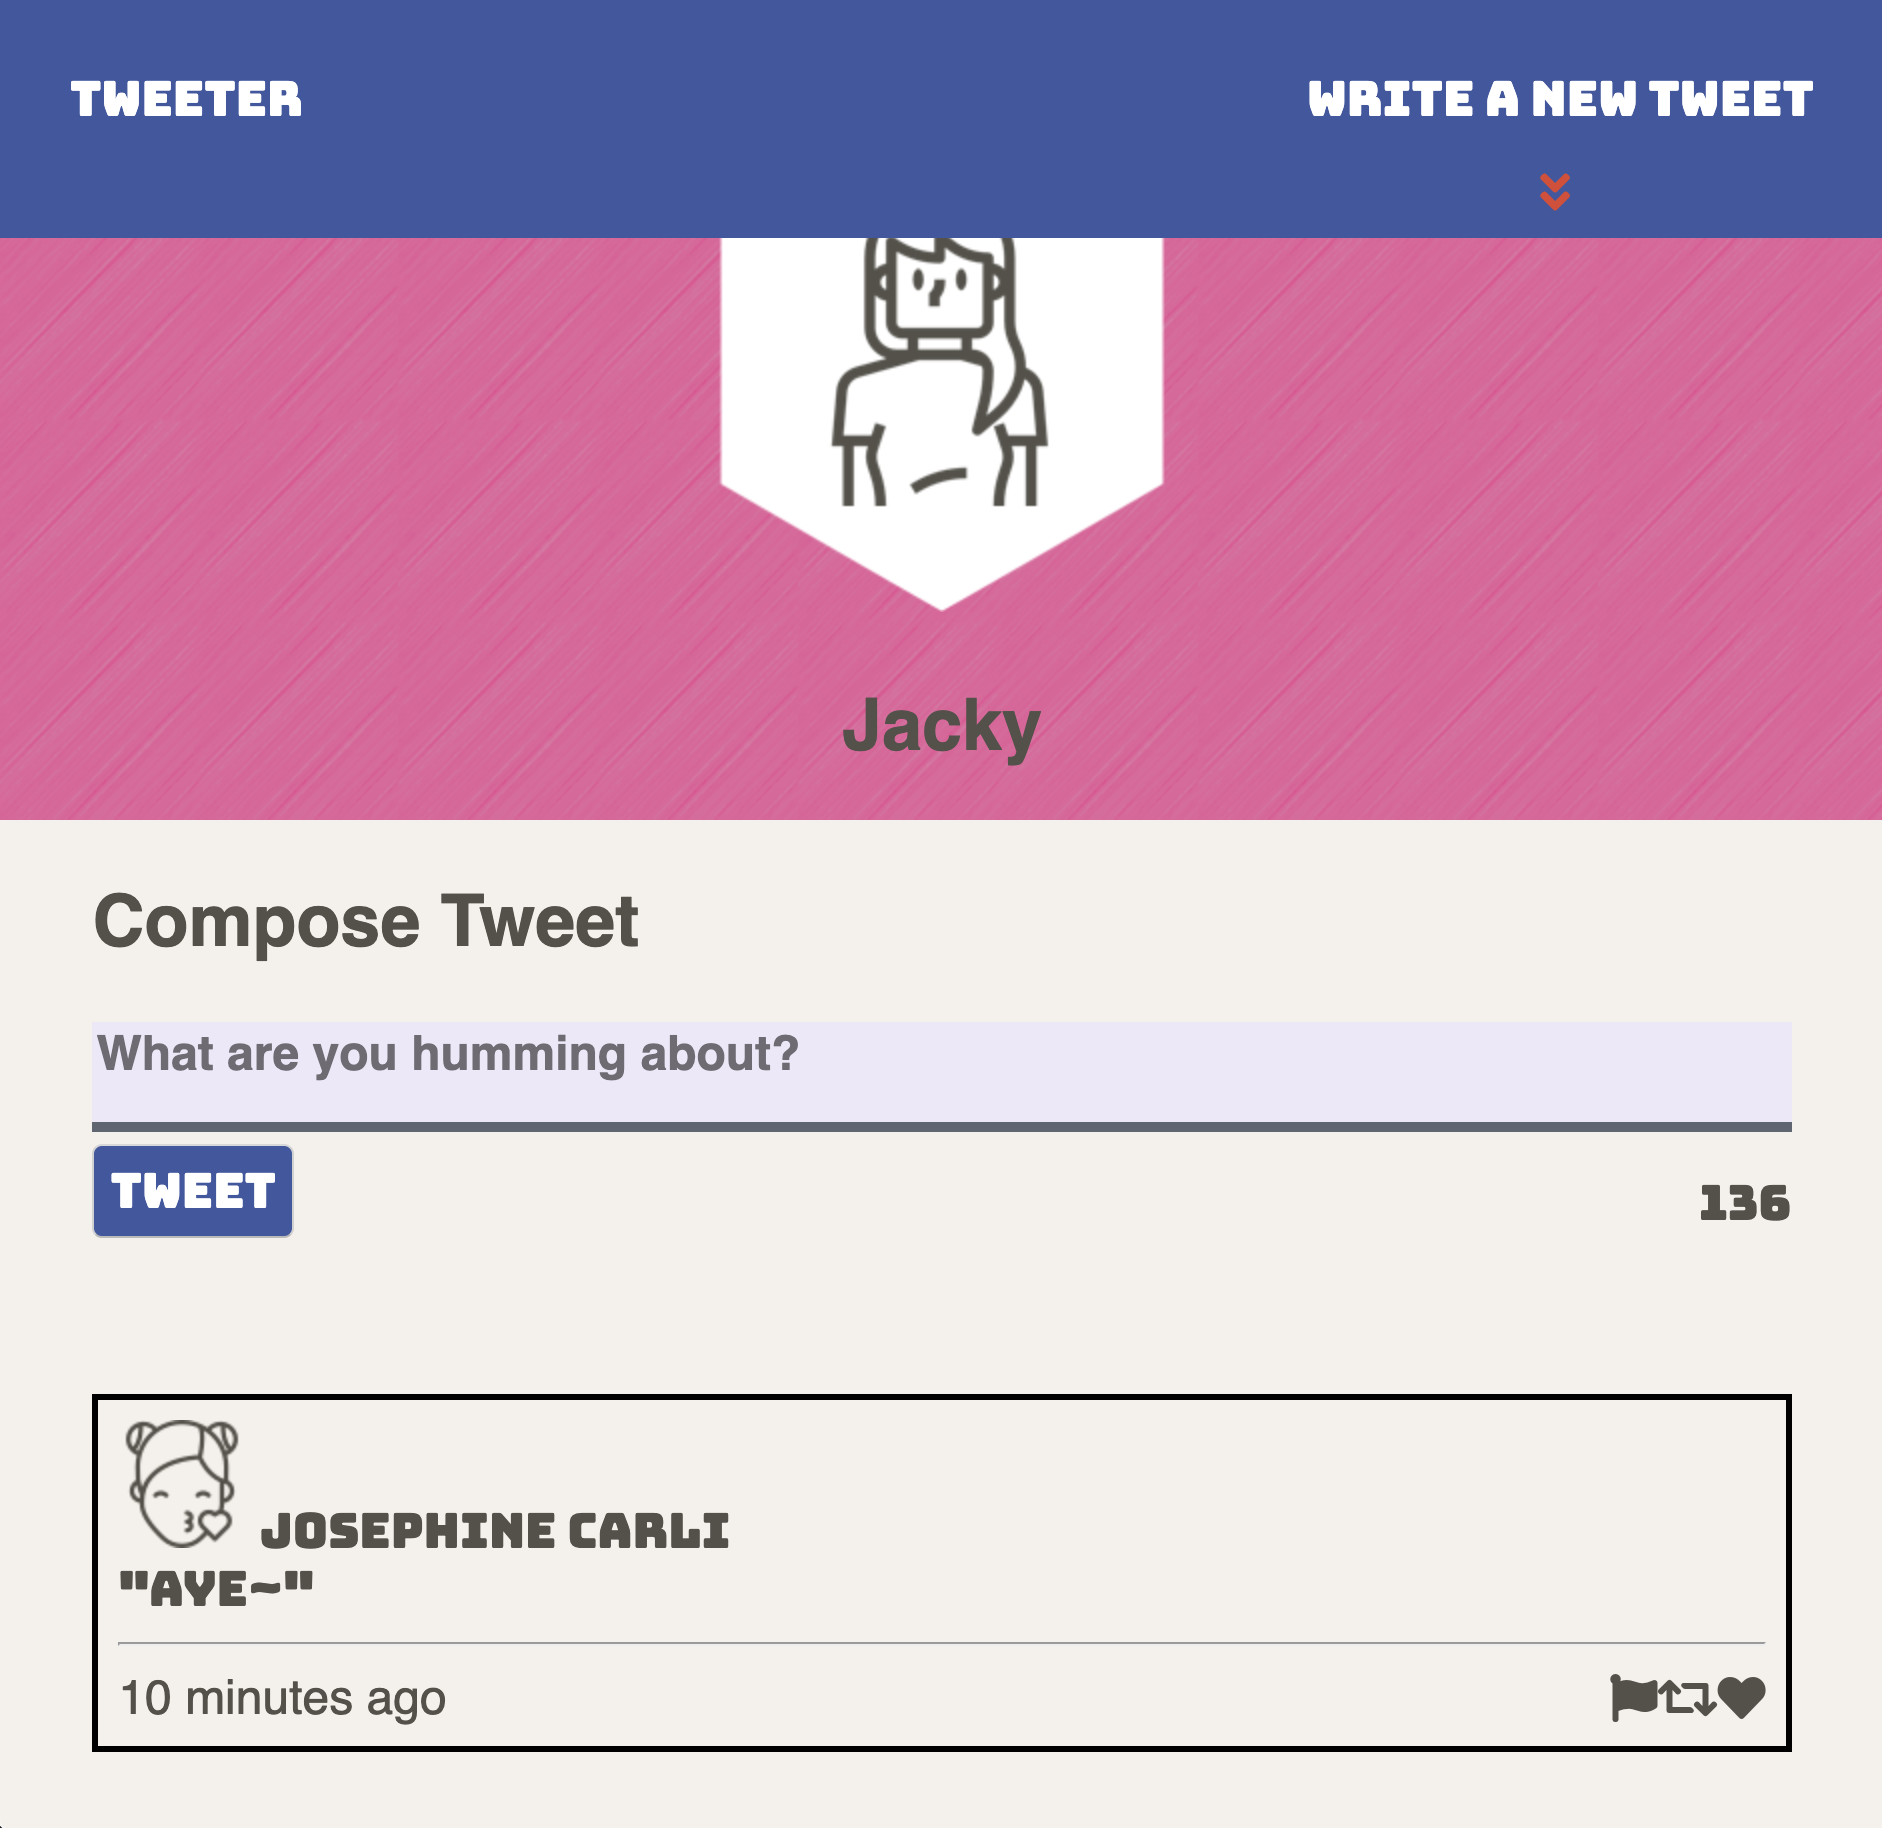 TWEETER
WRITE A NEW TWEET
Jacky
Compose Tweet
What are you humming about?
TWEET
136
JOSEPHINE CARLI
"AYE~"
10 minutes ago